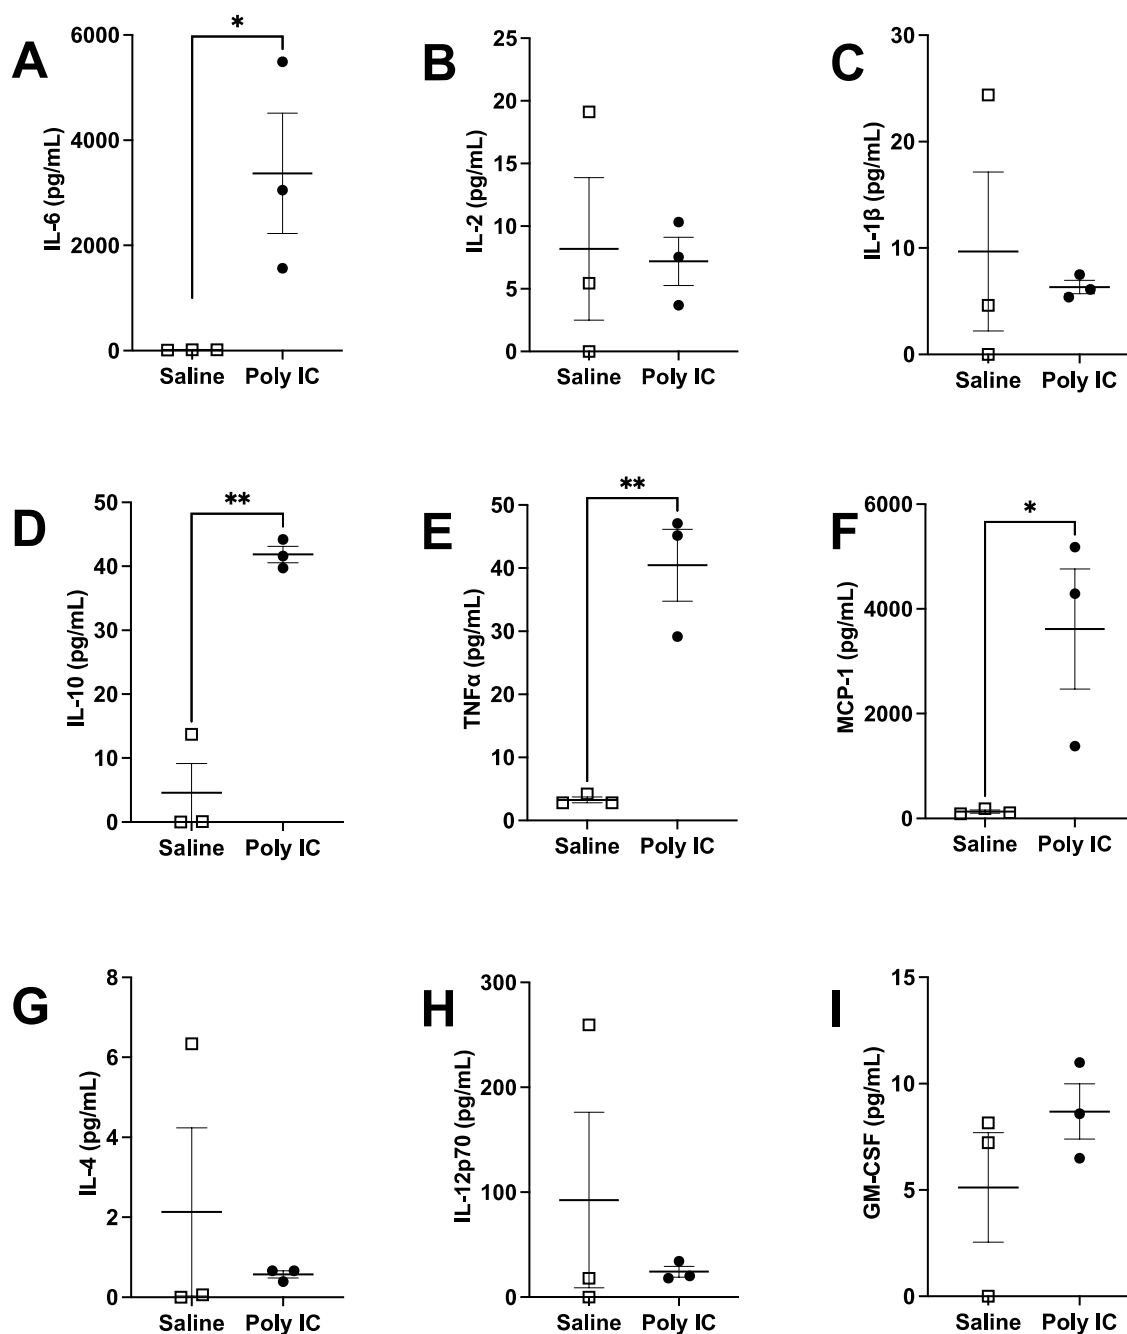 A
IL-6 (pg/mL)
6000
4000
2000
0
*
Saline Poly IC
B
IL-2 (pg/mL)
25
20
15
10
5
0
Saline Poly IC
C
IL-1β (pg/mL)
30
20
10
0
Saline Poly IC
D
IL-10 (pg/mL)
50
40
30
20
10
0
**
Saline Poly IC
E
TNFα (pg/mL)
50
40
30
20
10
0
**
Saline Poly IC
F
MCP-1 (pg/mL)
6000
4000
2000
0
*
Saline Poly IC
G
IL-4 (pg/mL)
8
6
4
2
0
Saline Poly IC
H
IL-12p70 (pg/mL)
300
200
100
0
Saline Poly IC
I
GM-CSF (pg/mL)
15
10
5
0
Saline Poly IC